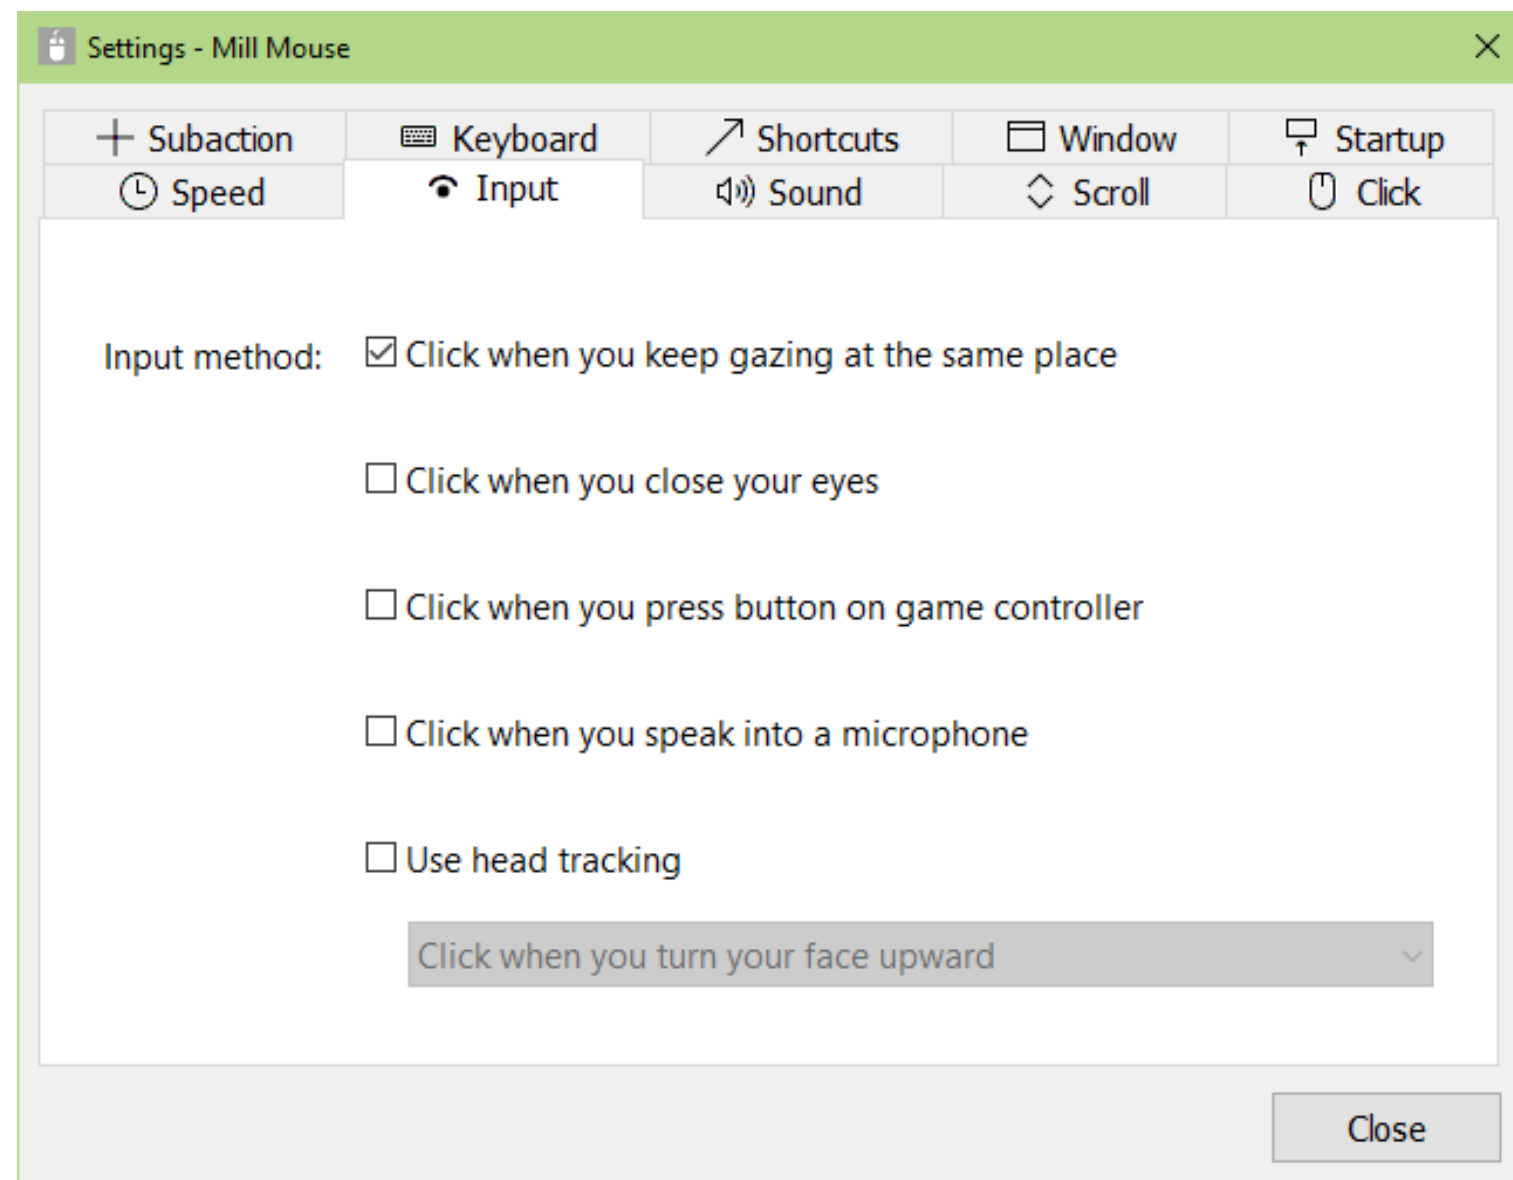 Settings - Mill Mouse
Subaction Keyboard Shortcuts Window Startup
Speed Input Sound Scroll Click
Input method: Click when you keep gazing at the same place
Click when you close your eyes
Click when you press button on game controller
Click when you speak into a microphone
Use head tracking
Click when you turn your face upward
Close